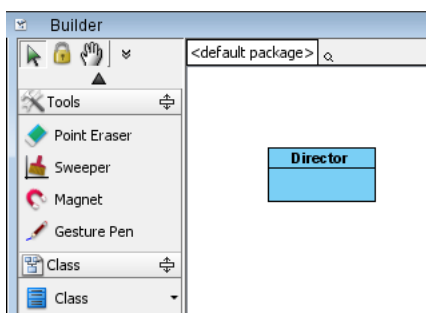 Builder
<default package>
Tools
Point Eraser
Sweeper
Magnet
Gesture Pen
Class
Class
Director